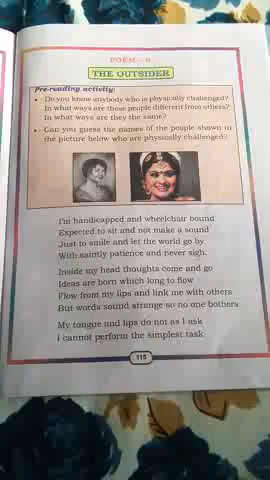 POEM—6
THE OUTSIDER
Pre-reading activity:
• Do you know anybody who is physically challenged?
In what ways are these people different from others?
In what ways are they the same?
• Can you guess the names of the people shown in
the picture below who are physically challenged?
I'm handicapped and wheelchair bound
Expected to sit and not make a sound
Just to smile and let the world go by
With saintly patience and never sigh.
Inside my head thoughts come and go
Ideas are born which long to flow
Flow from my lips and link me with others
But words sound strange so no one bothers
My tongue and lips do not as I ask
I cannot perform the simplest task
115